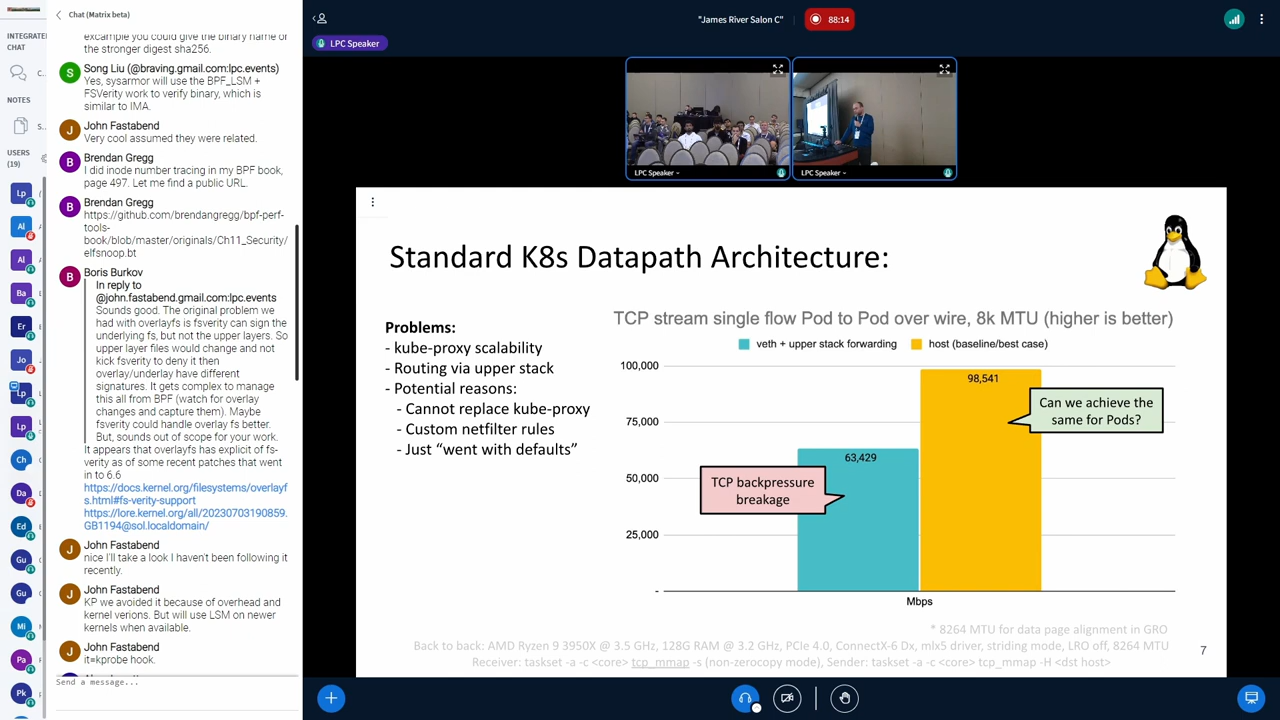 INTEGRATE
CHAT
C..
NOTES
S..
USERS
(19)
Lp
Al
Al
Ba
Er
Jo
Lp
Lp
Ch
Da
Ed
Gu
Gu
Mi
Pa
Pk
Chat (Matrix beta)
excample you could give the binary name or
the stronger digest sha256.
S
Song Liu (@braving.gmail.com:lpc.events)
Yes, sysarmor will use the BPF_LSM +
FSVerity work to verify binary, which is
similar to IMA.
J
John Fastabend
Very cool assumed they were related.
B
Brendan Gregg
I did inode number tracing in my BPF book,
page 497. Let me find a public URL.
B
Brendan Gregg
https://github.com/brendangregg/bpf-perf-
tools-
book/blob/master/originals/Ch11_Security/
elfsnoop.bt
B
Boris Burkov
In reply to
@john.fastabend.gmail.com:lpc.events
Sounds good. The original problem we
had with overlayfs is fsverity can sign the
underlying fs, but not the upper layers. So
upper layer files would change and not
kick fsverity to deny it then
overlay/underlay have different
signatures. It gets complex to manage
this all from BPF (watch for overlay
changes and capture them). Maybe
fsverity could handle overlay fs better.
But, sounds out of scope for your work.
It appears that overlayfs has explicit of fs-
verity as of some recent patches that went
in to 6.6
https://docs.kernel.org/filesystems/overlayf
s.html#fs-verity-support
https://lore.kernel.org/all/20230703190859.
GB1194@sol.localdomain/
J
John Fastabend
nice I'll take a look I haven't been following it
recently.
J
John Fastabend
KP we avoided it because of overhead and
kernel verions. But will use LSM on newer
kernels when available.
J
John Fastabend
it=kprobe hook.
Send a message...
"James River Salon C"
88:14
LPC Speaker
LPC Speaker
LPC Speaker
Standard K8s Datapath Architecture:
Problems:
- kube-proxy scalability
- Routing via upper stack
- Potential reasons:
- Cannot replace kube-proxy
- Custom netfilter rules
- Just “went with defaults”
TCP stream single flow Pod to Pod over wire, 8k MTU (higher is better)
veth + upper stack forwarding
host (baseline/best case)
100,000
75,000
50,000
25,000
-
98,541
63,429
Can we achieve the
same for Pods?
TCP backpressure
breakage
Mbps
* 8264 MTU for data page alignment in GRO
Back to back: AMD Ryzen 9 3950X @ 3.5 GHz, 128G RAM @ 3.2 GHz, PCIe 4.0, ConnectX-6 Dx, mlx5 driver, striding mode, LRO off, 8264 MTU
Receiver: taskset -a -c <core> tcp_mmap -s (non-zerocopy mode), Sender: taskset -a -c <core> tcp_mmap -H <dst host>
7